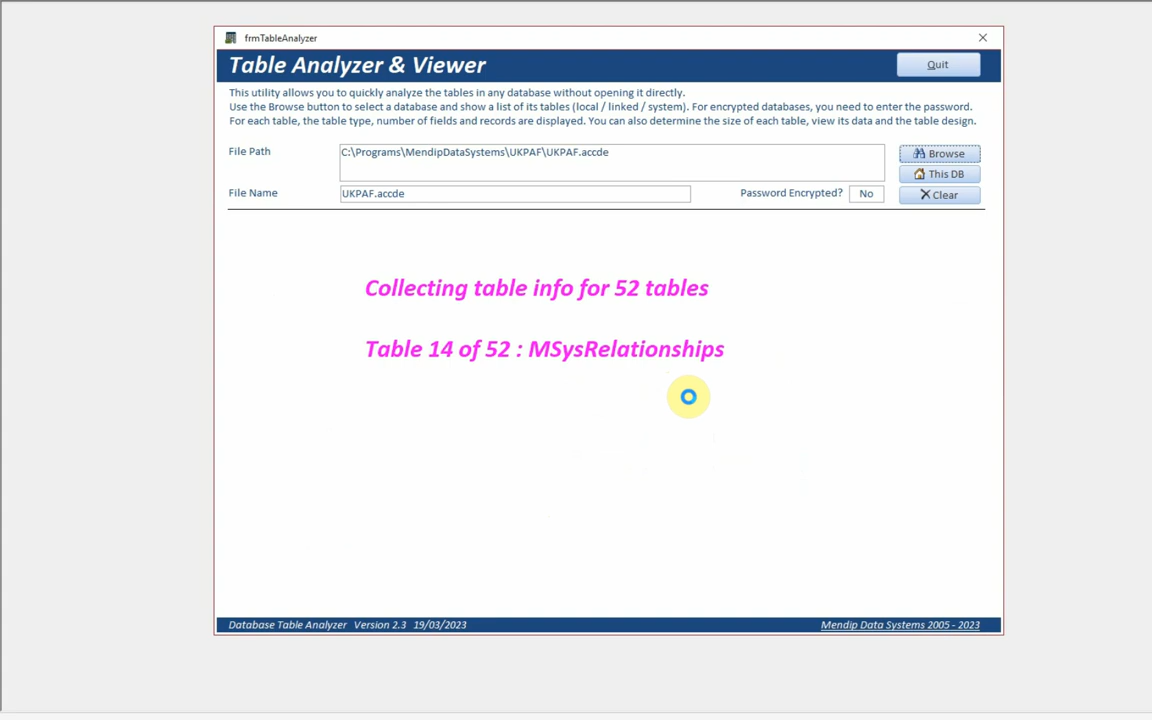 frmTableAnalyzer
Table Analyzer & Viewer
Quit
This utility allows you to quickly analyze the tables in any database without opening it directly.
Use the Browse button to select a database and show a list of its tables (local / linked / system). For encrypted databases, you need to enter the password.
For each table, the table type, number of fields and records are displayed. You can also determine the size of each table, view its data and the table design.
File Path
C:\Programs\MendipDataSystems\UKPAF\UKPAF.accde
Browse
This DB
File Name
UKPAF.accde
Password Encrypted?
No
Clear
Collecting table info for 52 tables
Table 14 of 52 : MSysRelationships
Database Table Analyzer Version 2.3 19/03/2023
Mendip Data Systems 2005 - 2023